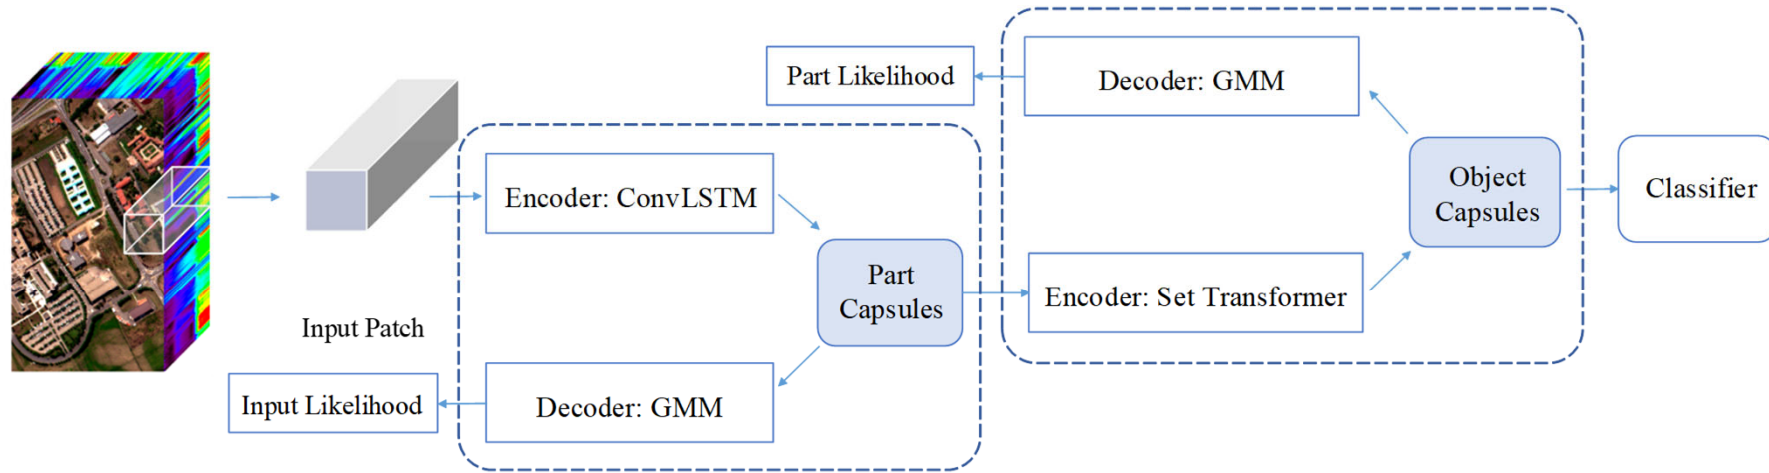 Input Patch
Encoder: ConvLSTM
Part
Capsules
Decoder: GMM
Input Likelihood
Part Likelihood
Decoder: GMM
Encoder: Set Transformer
Object
Capsules
Classifier